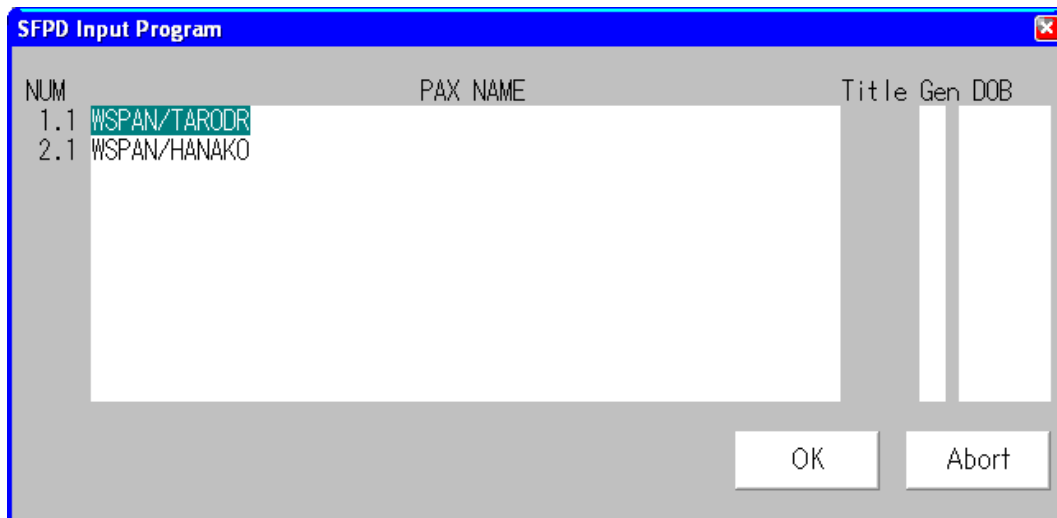 SFPD Input Program
NUM PAX NAME Title Gen DOB
1.1 WSPAN/TARODR
2.1 WSPAN/HANAKO
OK Abort